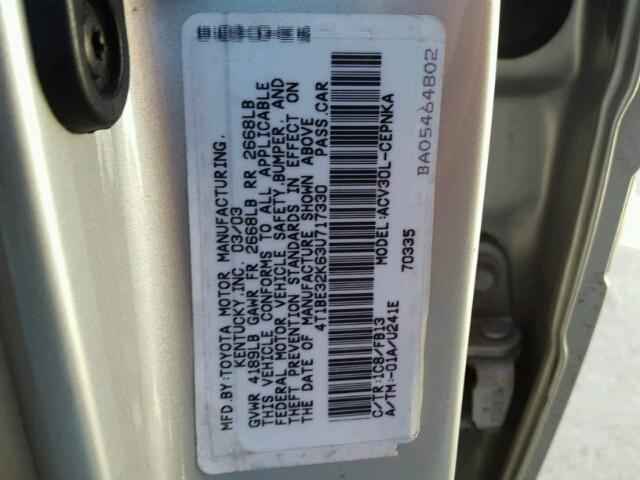 MFD.BY:TOYOTA MOTOR MANUFACTURING.
KENTUCKY,INC. 03/03
GVWR 4189LB GAWR FR 2668LB RR 2668LB
THIS VEHICLE CONFORMS TO ALL APPLICABLE
FEDERAL MOTOR VEHICLE SAFETY,BUMPER, AND
THEFT PREVENTION STANDARDS IN EFFECT ON
THE DATE OF MANUFACTURE SHOWN ABOVE
4T1BE32K63U717330 PASS.CAR
C/TR:1C8/FB13 MODEL:ACV30L-CEPNKA
A/TM:-01A/U241E 70335
BA05464802